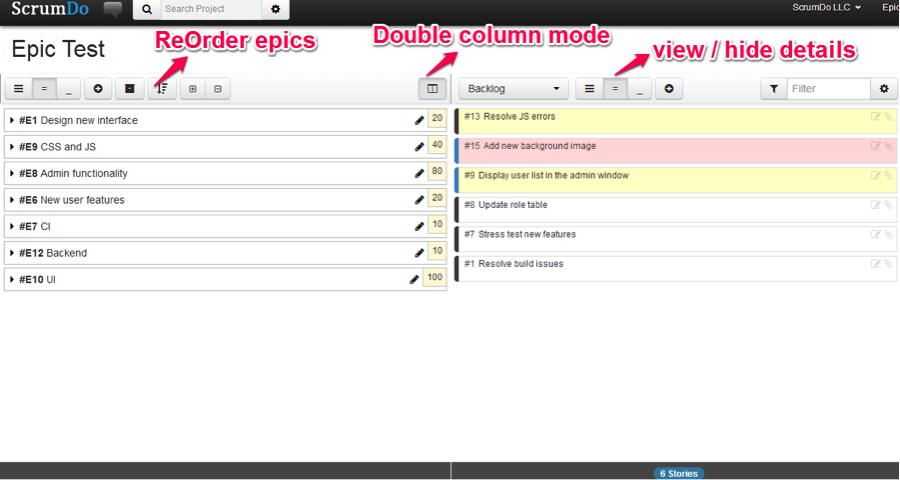 ScrumDo
Search Project
ScrumDo LLC
Epic
Epic Test
ReOrder epics
Double column mode
view / hide details
Backlog
Filter
#E1 Design new interface 20
#E9 CSS and JS 40
#E8 Admin functionality 80
#E6 New user features 20
#E7 CI 10
#E12 Backend 10
#E10 UI 100
#13 Resolve JS errors
#15 Add new background image
#9 Display user list in the admin window
#8 Update role table
#7 Stress test new features
#1 Resolve build issues
6 Stories